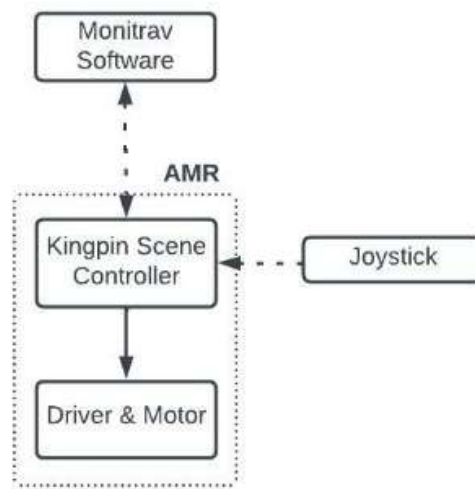 Monitrav
Software
AMR
Kingpin Scene
Controller
Joystick
Driver & Motor